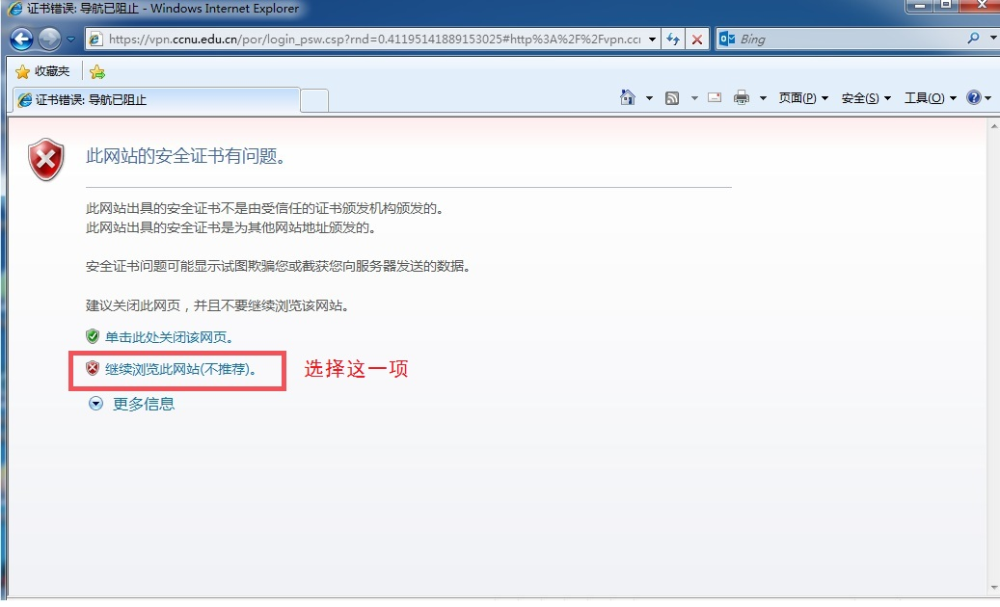 证书错误: 导航已阻止 - Windows Internet Explorer
https://vpn.ccnu.edu.cn/por/login_psw.csp?rnd=0.41195141889153025#http%3A%2F%2Fvpn.ccn
Bing
收藏夹
证书错误: 导航已阻止
页面(P) 安全(S) 工具(O)
此网站的安全证书有问题。
此网站出具的安全证书不是由受信任的证书颁发机构颁发的。
此网站出具的安全证书是为其他网站地址颁发的。
安全证书问题可能显示试图欺骗您或截获您向服务器发送的数据。
建议关闭此网页，并且不要继续浏览该网站。
单击此处关闭该网页。
继续浏览此网站(不推荐)。 选择这一项
更多信息